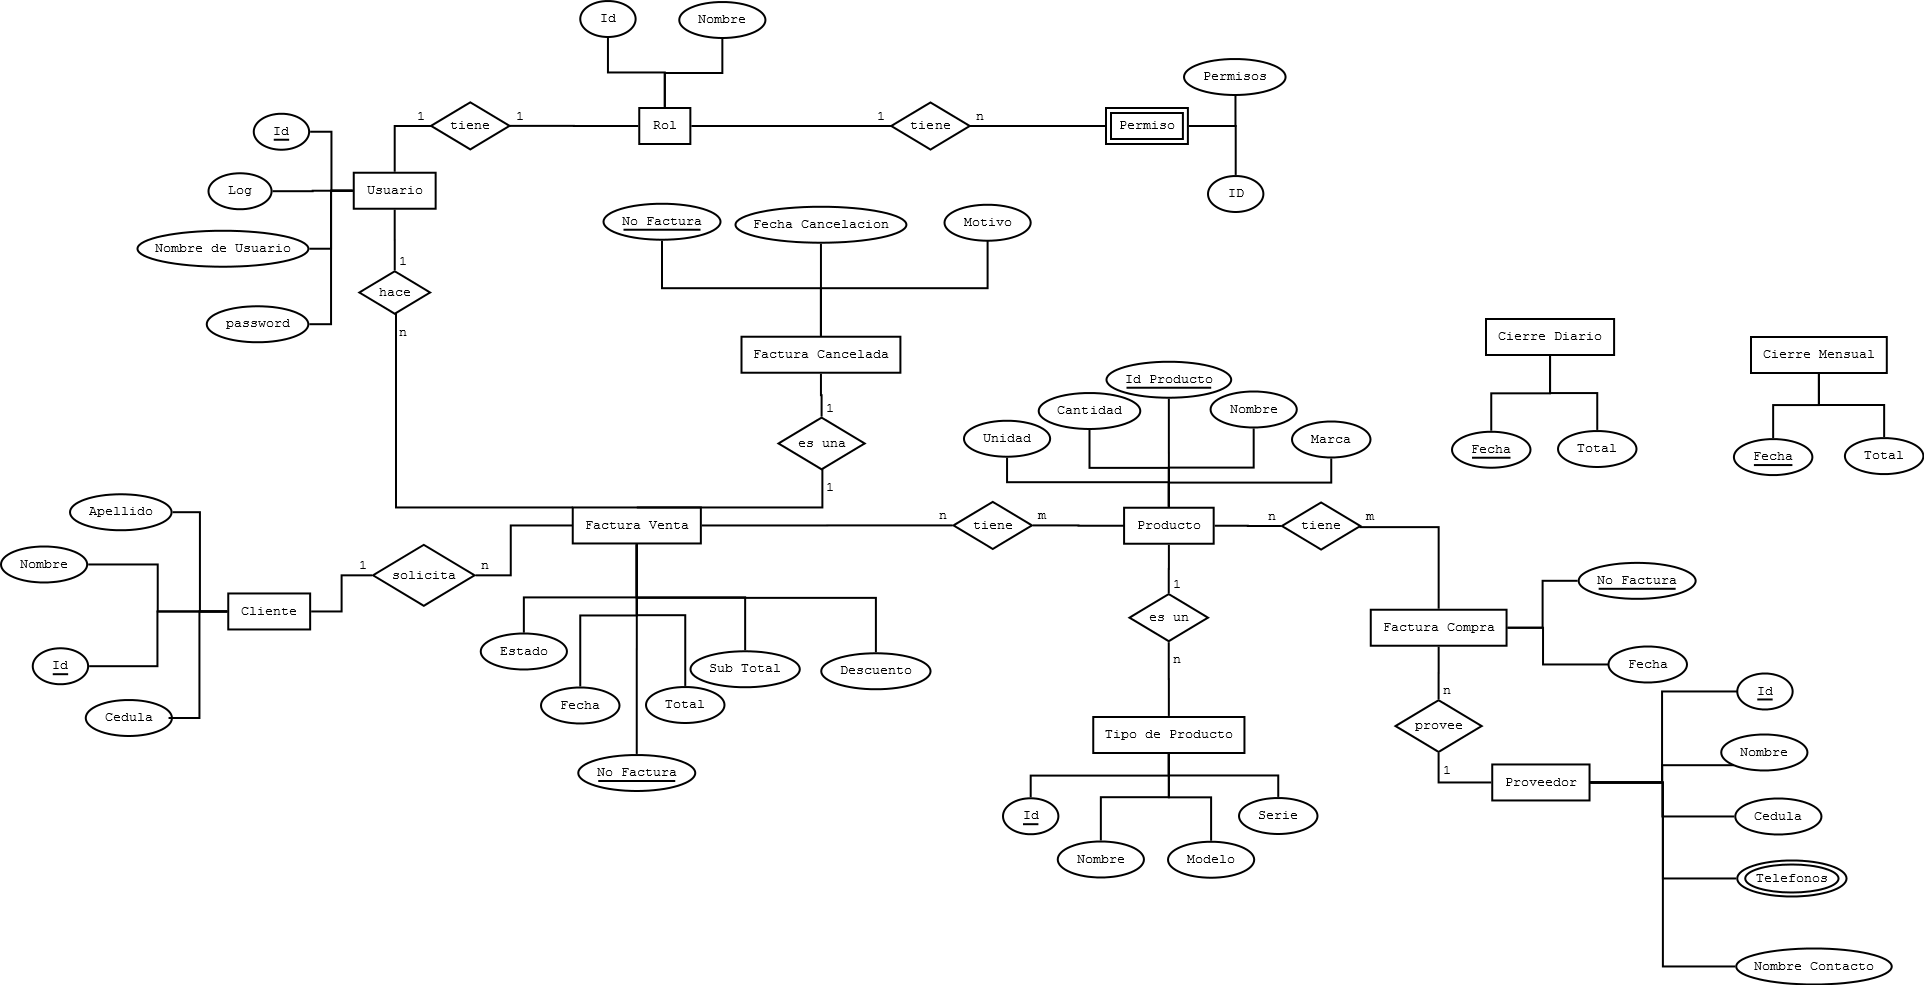 Id
Nombre
Permisos
1
tiene
1
Rol
1
tiene
n
Permiso
Id
Log
Usuario
ID
Nombre de Usuario
password
No Factura
Fecha Cancelacion
Motivo
1
hace
n
Factura Cancelada
1
es una
1
Cierre Diario
Fecha
Total
Cierre Mensual
Fecha
Total
Id Producto
Cantidad
Nombre
Unidad
Marca
Apellido
Nombre
Cliente
Id
Cedula
1
solicita
n
Factura Venta
n
tiene
m
Producto
n
tiene
m
Estado
Sub Total
Descuento
Fecha
Total
No Factura
1
es un
n
Tipo de Producto
Id
Serie
Nombre
Modelo
Factura Compra
No Factura
Fecha
n
provee
1
Proveedor
Id
Nombre
Cedula
Telefonos
Nombre Contacto